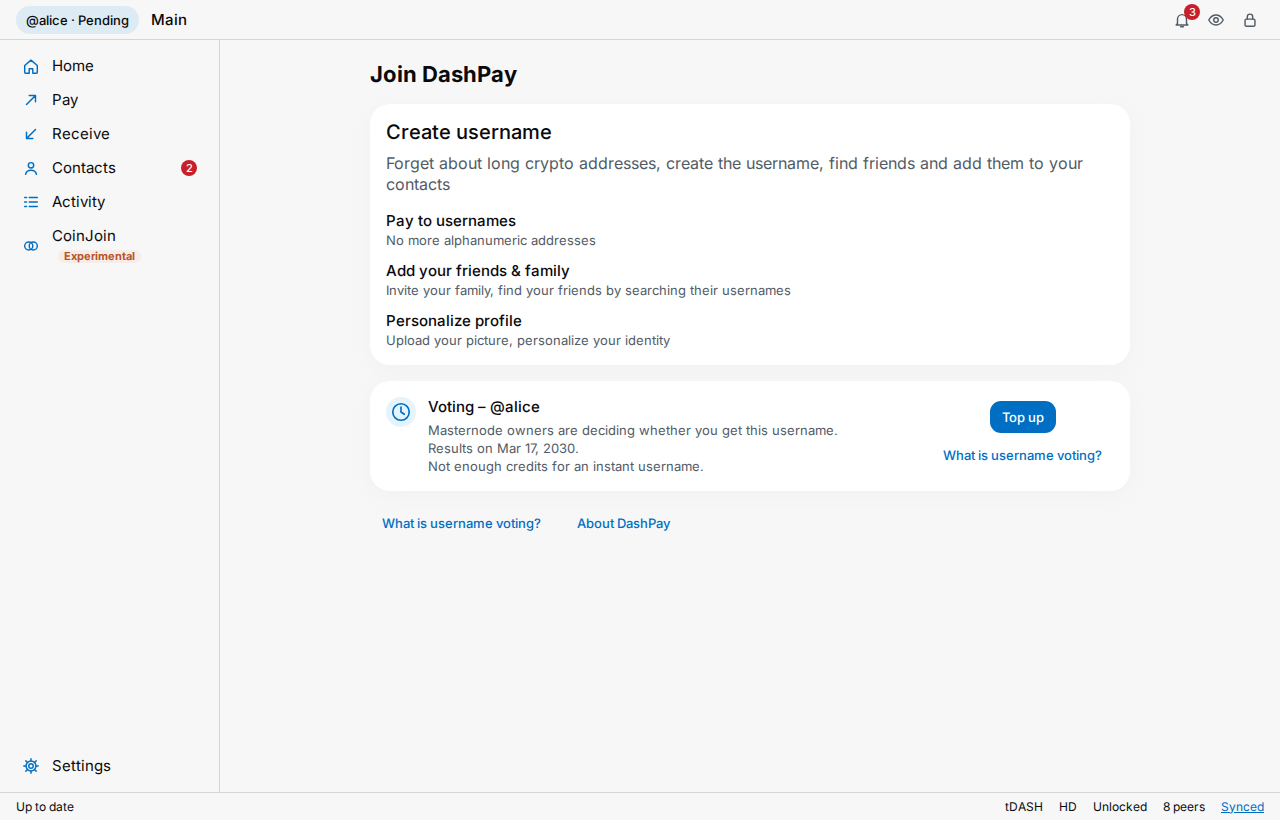 @alice · Pending
Main
3
Home
Pay
Receive
Contacts
2
Activity
CoinJoin
Experimental
Settings
Join DashPay
Create username
Forget about long crypto addresses, create the username, find friends and add them to your
contacts
Pay to usernames
No more alphanumeric addresses
Add your friends & family
Invite your family, find your friends by searching their usernames
Personalize profile
Upload your picture, personalize your identity
Voting – @alice
Masternode owners are deciding whether you get this username.
Results on Mar 17, 2030.
Not enough credits for an instant username.
Top up
What is username voting?
What is username voting?
About DashPay
Up to date
tDASH
HD
Unlocked
8 peers
Synced